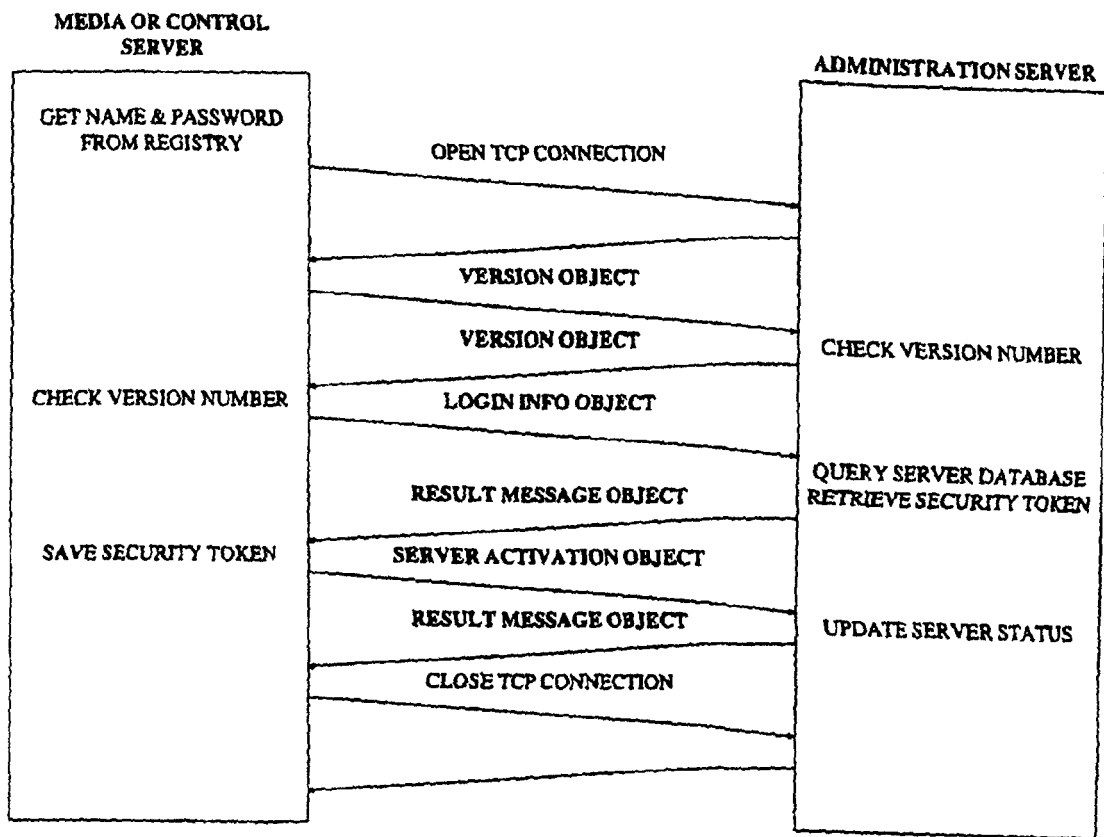 MEDIA OR CONTROL
SERVER
ADMINISTRATION SERVER
GET NAME & PASSWORD
FROM REGISTRY
OPEN TCP CONNECTION
VERSION OBJECT
VERSION OBJECT
CHECK VERSION NUMBER
CHECK VERSION NUMBER
LOGIN INFO OBJECT
QUERY SERVER DATABASE
RETRIEVE SECURITY TOKEN
RESULT MESSAGE OBJECT
SAVE SECURITY TOKEN
SERVER ACTIVATION OBJECT
RESULT MESSAGE OBJECT
UPDATE SERVER STATUS
CLOSE TCP CONNECTION